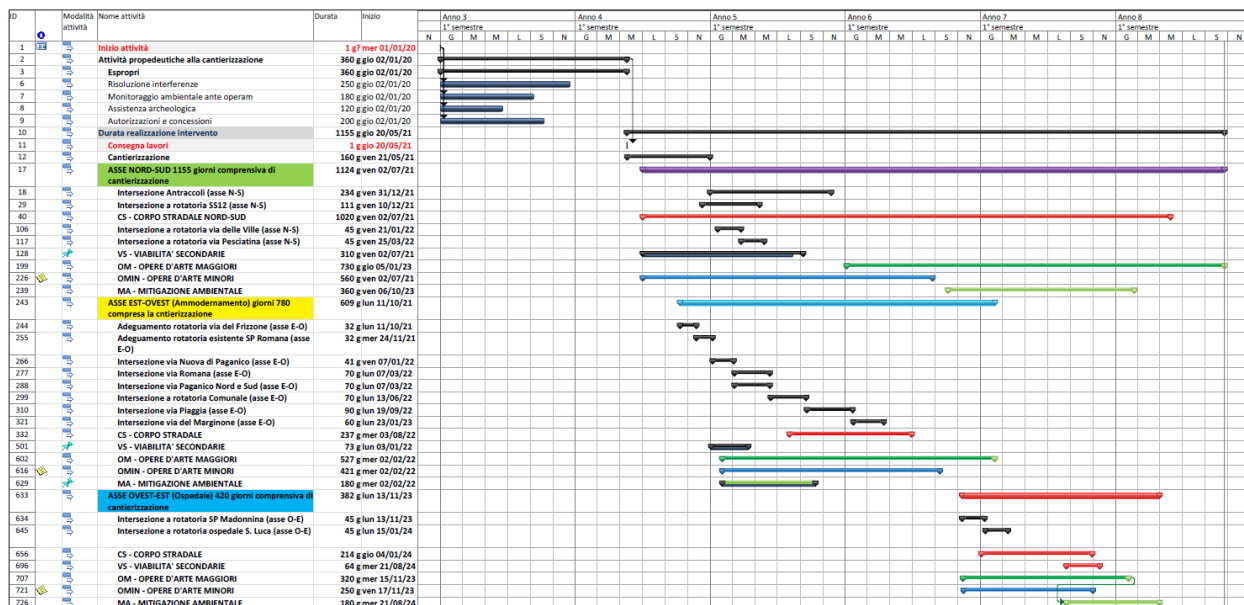 ID Modalità attività Nome attività Durata Inizio Anno 3 Anno 4 Anno 5 Anno 6 Anno 7 Anno 8
1° semestre 1° semestre 1° semestre 1° semestre 1° semestre 1° semestre
N G M M L S N G M M L S N G M M L S N G M M L S N G M M L S N G M M L S N
1 Inizio attività 1 g? mer 01/01/20
2 Attività propedeutiche alla cantierizzazione 360 g gio 02/01/20
3 Espropri 360 g gio 02/01/20
6 Risoluzione interferenze 250 g gio 02/01/20
7 Monitoraggio ambientale ante operam 180 g gio 02/01/20
8 Assistenza archeologica 120 g gio 02/01/20
9 Autorizzazioni e concessioni 200 g gio 02/01/20
10 Durata realizzazione intervento 1155 g gio 20/05/21
11 Consegna lavori 1 g gio 20/05/21
12 Cantierizzazione 160 g ven 21/05/21
17 ASSE NORD-SUD 1155 giorni comprensiva di cantierizzazione 1124 g ven 02/07/21
18 Intersezione Antraccoli (asse N-S) 234 g ven 31/12/21
29 Intersezione a rotatoria SS12 (asse N-S) 111 g ven 10/12/21
40 CS - CORPO STRADALE NORD-SUD 1020 g ven 02/07/21
106 Intersezione a rotatoria via delle Ville (asse N-S) 45 g ven 21/01/22
117 Intersezione a rotatoria via Pesciatina (asse N-S) 45 g ven 25/03/22
128 VS - VIABILITA' SECONDARIE 310 g ven 02/07/21
199 OM - OPERE D'ARTE MAGGIORI 730 g gio 05/01/23
226 OMIN - OPERE D'ARTE MINORI 560 g ven 02/07/21
239 MA - MITIGAZIONE AMBIENTALE 360 g ven 06/10/23
243 ASSE EST-OVEST (Ammodernamento) giorni 780 compresa la cntierizzazione 609 g lun 11/10/21
244 Adeguamento rotatoria via del Frizzone (asse E-O) 32 g lun 11/10/21
255 Adeguamento rotatoria esistente SP Romana (asse E-O) 32 g mer 24/11/21
266 Intersezione via Nuova di Paganico (asse E-O) 41 g ven 07/01/22
277 Intersezione via Romana (asse E-O) 70 g lun 07/03/22
288 Intersezione via Paganico Nord e Sud (asse E-O) 70 g lun 07/03/22
299 Intersezione a rotatoria Comunale (asse E-O) 70 g lun 13/06/22
310 Intersezione via Piaggia (asse E-O) 90 g lun 19/09/22
321 Intersezione via del Marginone (asse E-O) 60 g lun 23/01/23
332 CS - CORPO STRADALE 237 g mer 03/08/22
501 VS - VIABILITA' SECONDARIE 73 g lun 03/01/22
602 OM - OPERE D'ARTE MAGGIORI 527 g mer 02/02/22
616 OMIN - OPERE D'ARTE MINORI 421 g mer 02/02/22
629 MA - MITIGAZIONE AMBIENTALE 180 g mer 02/02/22
633 ASSE OVEST-EST (Ospedale) 420 giorni comprensiva di cantierizzazione 382 g lun 13/11/23
634 Intersezione a rotatoria SP Madonnina (asse O-E) 45 g lun 13/11/23
645 Intersezione a rotatoria ospedale S. Luca (asse O-E) 45 g lun 15/01/24
656 CS - CORPO STRADALE 214 g gio 04/01/24
696 VS - VIABILITA' SECONDARIE 64 g mer 21/08/24
707 OM - OPERE D'ARTE MAGGIORI 320 g mer 15/11/23
721 OMIN - OPERE D'ARTE MINORI 250 g ven 17/11/23
726 MA - MITIGAZIONE AMBIENTALE 180 g mer 21/08/24